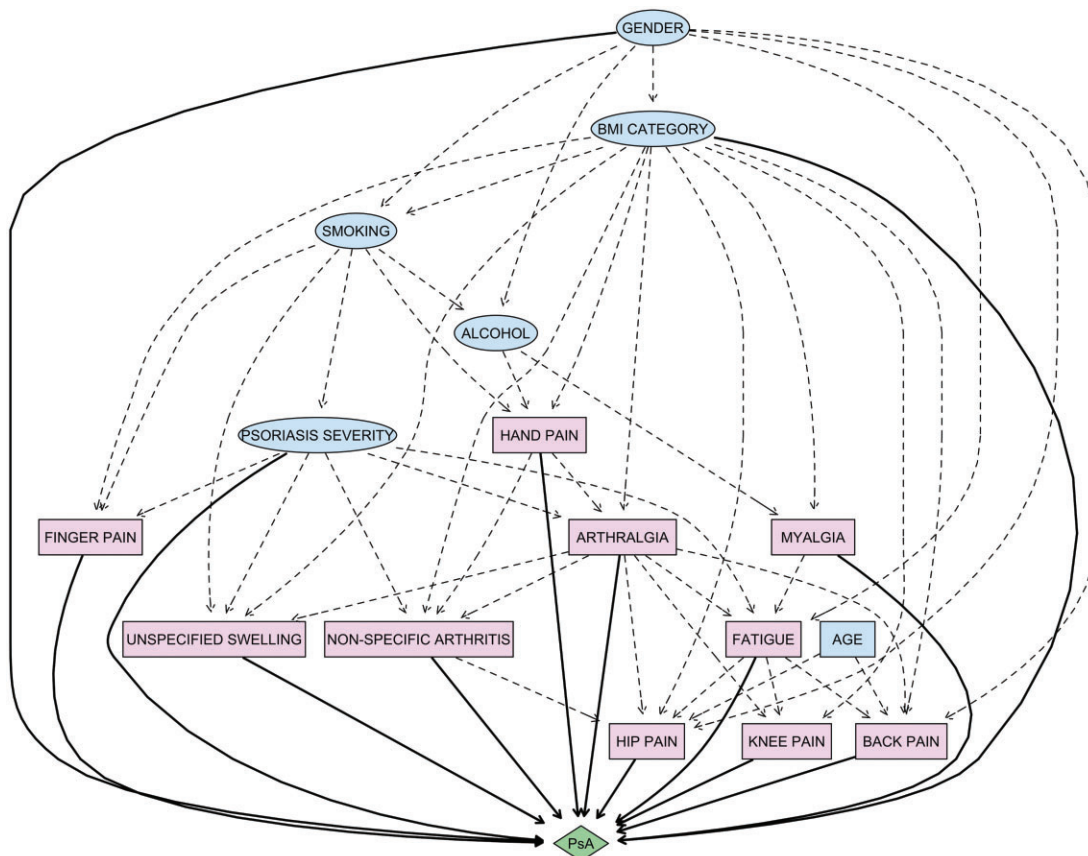 GENDER
BMI CATEGORY
SMOKING
ALCOHOL
PSORIASIS SEVERITY
HAND PAIN
FINGER PAIN
ARTHRALGIA
MYALGIA
UNSPECIFIED SWELLING
NON-SPECIFIC ARTHRITIS
FATIGUE
AGE
HIP PAIN
KNEE PAIN
BACK PAIN
PsA